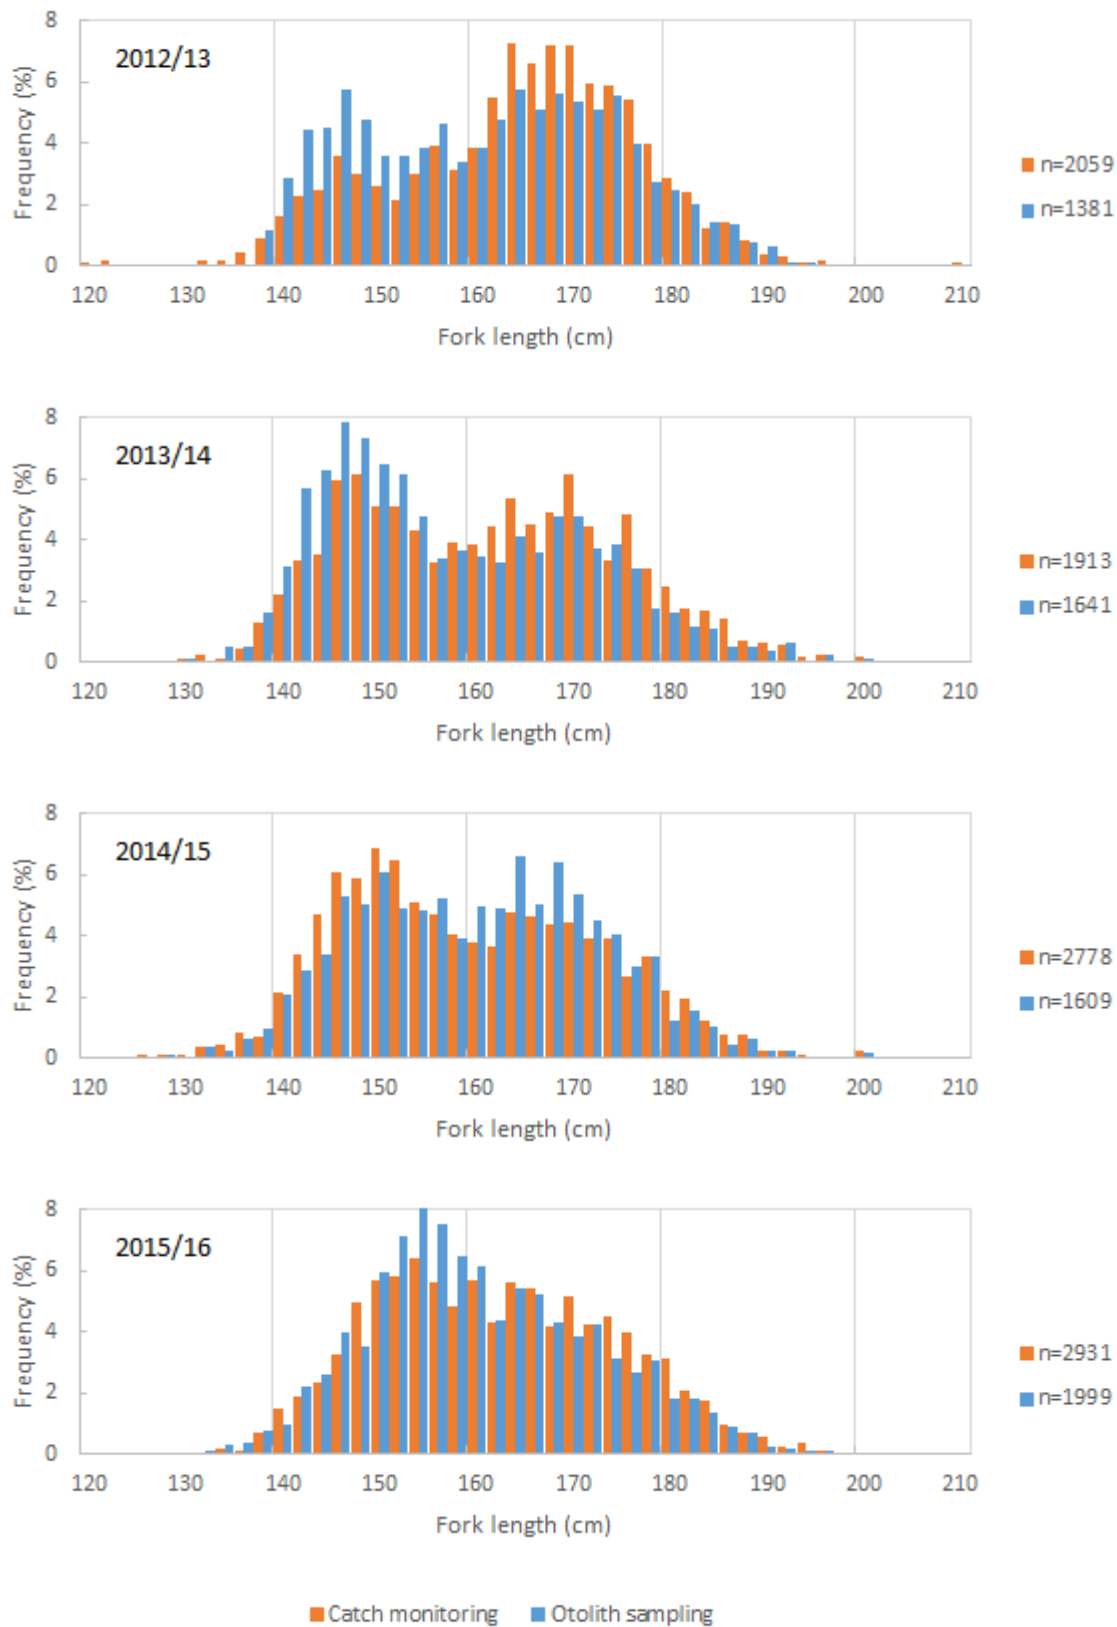 8
2012/13
6
4
2
0
Frequency (%)
120 130 140 150 160 170 180 190 200 210
Fork length (cm)
n=2059
n=1381
8
2013/14
6
4
2
0
Frequency (%)
120 130 140 150 160 170 180 190 200 210
Fork length (cm)
n=1913
n=1641
8
2014/15
6
4
2
0
Frequency (%)
120 130 140 150 160 170 180 190 200 210
Fork length (cm)
n=2778
n=1609
8
2015/16
6
4
2
0
Frequency (%)
120 130 140 150 160 170 180 190 200 210
Fork length (cm)
n=2931
n=1999
Catch monitoring Otolith sampling